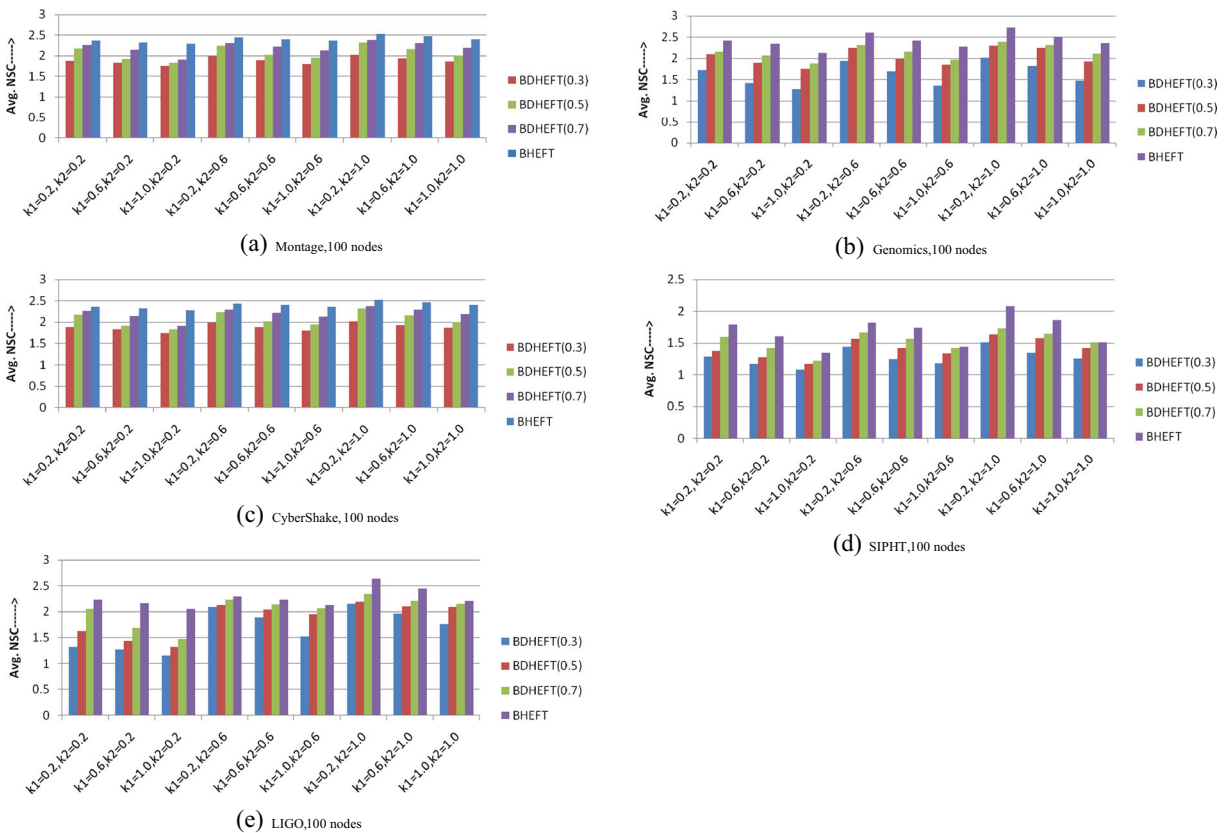 Avg. NSC----->
3
2.5
2
1.5
1
0.5
0
k1=0.2, k2=0.2
k1=0.6,k2=0.2
k1=1.0,k2=0.2
k1=0.2, k2=0.6
k1=0.6,k2=0.6
k1=1.0,k2=0.6
k1=0.2, k2=1.0
k1=0.6,k2=1.0
k1=1.0,k2=1.0
BDHEFT(0.3)
BDHEFT(0.5)
BDHEFT(0.7)
BHEFT
(a) Montage,100 nodes
Avg. NSC----->
3
2.5
2
1.5
1
0.5
0
k1=0.2, k2=0.2
k1=0.6,k2=0.2
k1=1.0,k2=0.2
k1=0.2, k2=0.6
k1=0.6,k2=0.6
k1=1.0,k2=0.6
k1=0.2, k2=1.0
k1=0.6,k2=1.0
k1=1.0,k2=1.0
BDHEFT(0.3)
BDHEFT(0.5)
BDHEFT(0.7)
BHEFT
(b) Genomics,100 nodes
Avg. NSC----->
3
2.5
2
1.5
1
0.5
0
k1=0.2, k2=0.2
k1=0.6,k2=0.2
k1=1.0,k2=0.2
k1=0.2, k2=0.6
k1=0.6,k2=0.6
k1=1.0,k2=0.6
k1=0.2, k2=1.0
k1=0.6,k2=1.0
k1=1.0,k2=1.0
BDHEFT(0.3)
BDHEFT(0.5)
BDHEFT(0.7)
BHEFT
(c) CyberShake, 100 nodes
Avg. NSC----->
2.5
2
1.5
1
0.5
0
k1=0.2, k2=0.2
k1=0.6,k2=0.2
k1=1.0,k2=0.2
k1=0.2, k2=0.6
k1=0.6,k2=0.6
k1=1.0,k2=0.6
k1=0.2, k2=1.0
k1=0.6,k2=1.0
k1=1.0,k2=1.0
BDHEFT(0.3)
BDHEFT(0.5)
BDHEFT(0.7)
BHEFT
(d) SIPHT,100 nodes
Avg. NSC----->
3
2.5
2
1.5
1
0.5
0
k1=0.2, k2=0.2
k1=0.6,k2=0.2
k1=1.0,k2=0.2
k1=0.2, k2=0.6
k1=0.6,k2=0.6
k1=1.0,k2=0.6
k1=0.2, k2=1.0
k1=0.6,k2=1.0
k1=1.0,k2=1.0
BDHEFT(0.3)
BDHEFT(0.5)
BDHEFT(0.7)
BHEFT
(e) LIGO,100 nodes